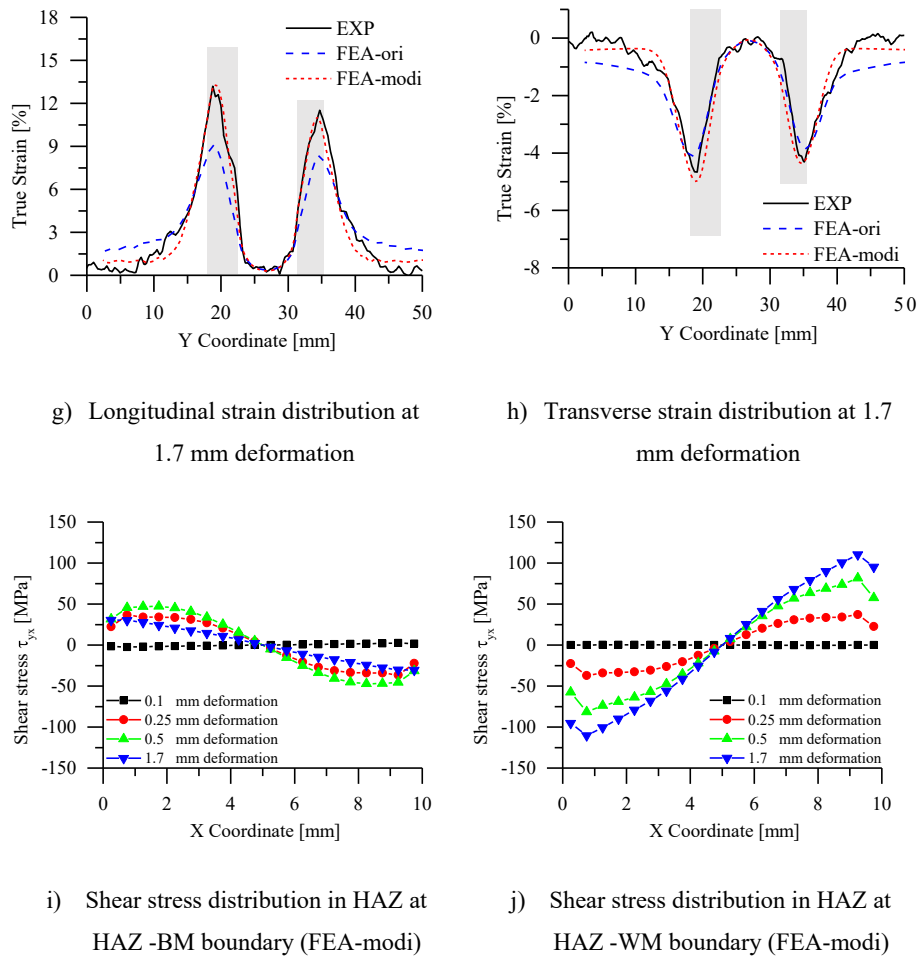 18
15
12
9
6
3
0
True Strain [%]
EXP
FEA-ori
FEA-modi
0 10 20 30 40 50
Y Coordinate [mm]
0
-2
-4
-6
-8
True Strain [%]
EXP
FEA-ori
FEA-modi
0 10 20 30 40 50
Y Coordinate [mm]
g) Longitudinal strain distribution at
1.7 mm deformation
h) Transverse strain distribution at 1.7
mm deformation
150
100
50
0
-50
-100
-150
Shear stress τyx [MPa]
0.1 mm deformation
0.25 mm deformation
0.5 mm deformation
1.7 mm deformation
0 2 4 6 8 10
X Coordinate [mm]
150
100
50
0
-50
-100
-150
Shear stress τyx [MPa]
0.1 mm deformation
0.25 mm deformation
0.5 mm deformation
1.7 mm deformation
0 2 4 6 8 10
X Coordinate [mm]
i) Shear stress distribution in HAZ at
HAZ -BM boundary (FEA-modi)
j) Shear stress distribution in HAZ at
HAZ -WM boundary (FEA-modi)